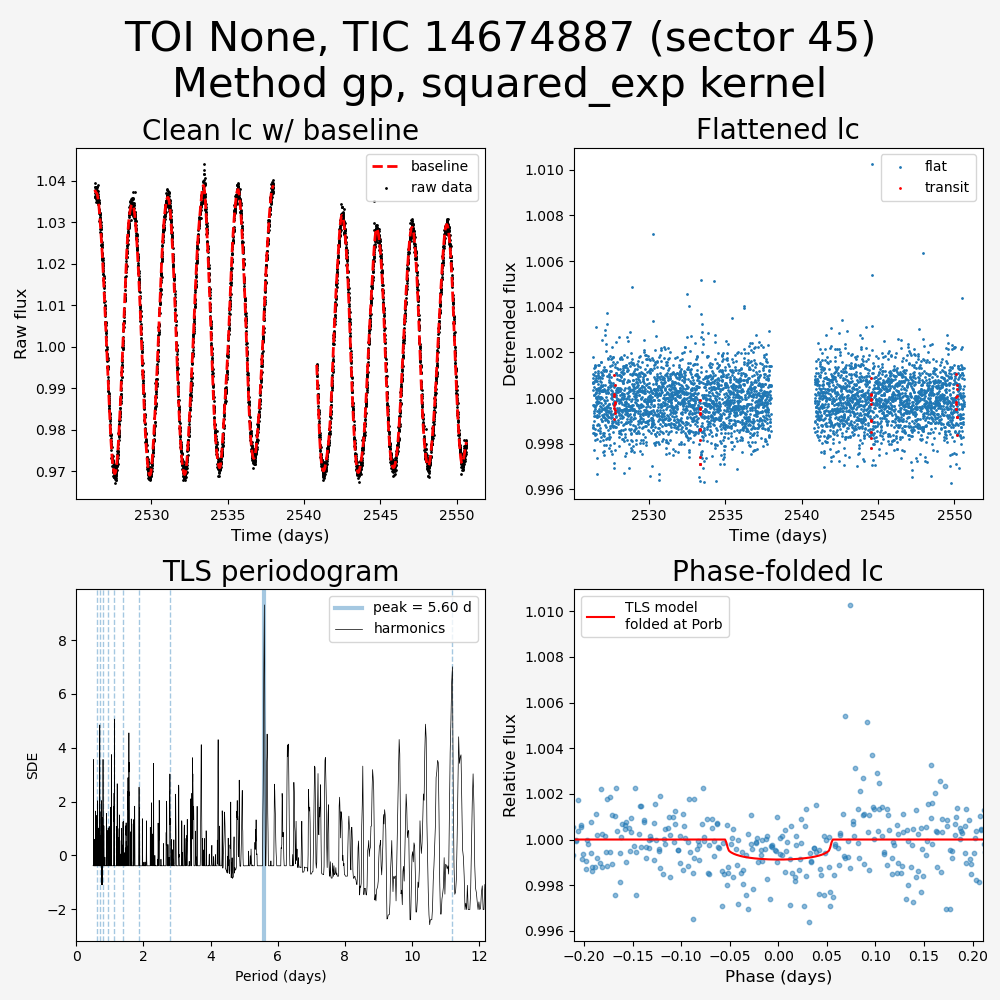 TOI None, TIC 14674887 (sector 45)
Method gp, squared_exp kernel
Clean lc w/ baseline
baseline
raw data
1.04
1.03
1.02
1.01
1.00
0.99
0.98
0.97
Raw flux
2530
2535
2540
2545
2550
Time (days)
Flattened lc
flat
transit
1.010
1.008
1.006
1.004
1.002
1.000
0.998
0.996
Detrended flux
2530
2535
2540
2545
2550
Time (days)
TLS periodogram
peak = 5.60 d
harmonics
8
6
4
2
0
−2
SDE
0
2
4
6
8
10
12
Period (days)
Phase-folded lc
TLS model
folded at Porb
1.010
1.008
1.006
1.004
1.002
1.000
0.998
0.996
Relative flux
−0.20
−0.15
−0.10
−0.05
0.00
0.05
0.10
0.15
0.20
Phase (days)